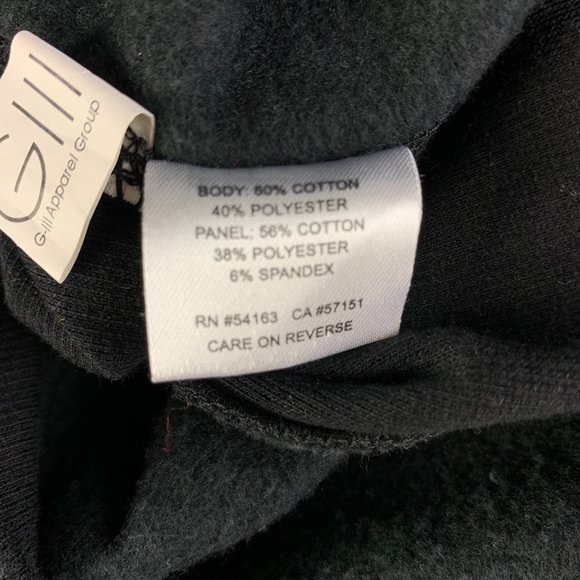 GIII
G-III Apparel Group
BODY: 60% COTTON
40% POLYESTER
PANEL: 56% COTTON
38% POLYESTER
6% SPANDEX
RN #54163 CA #57151
CARE ON REVERSE